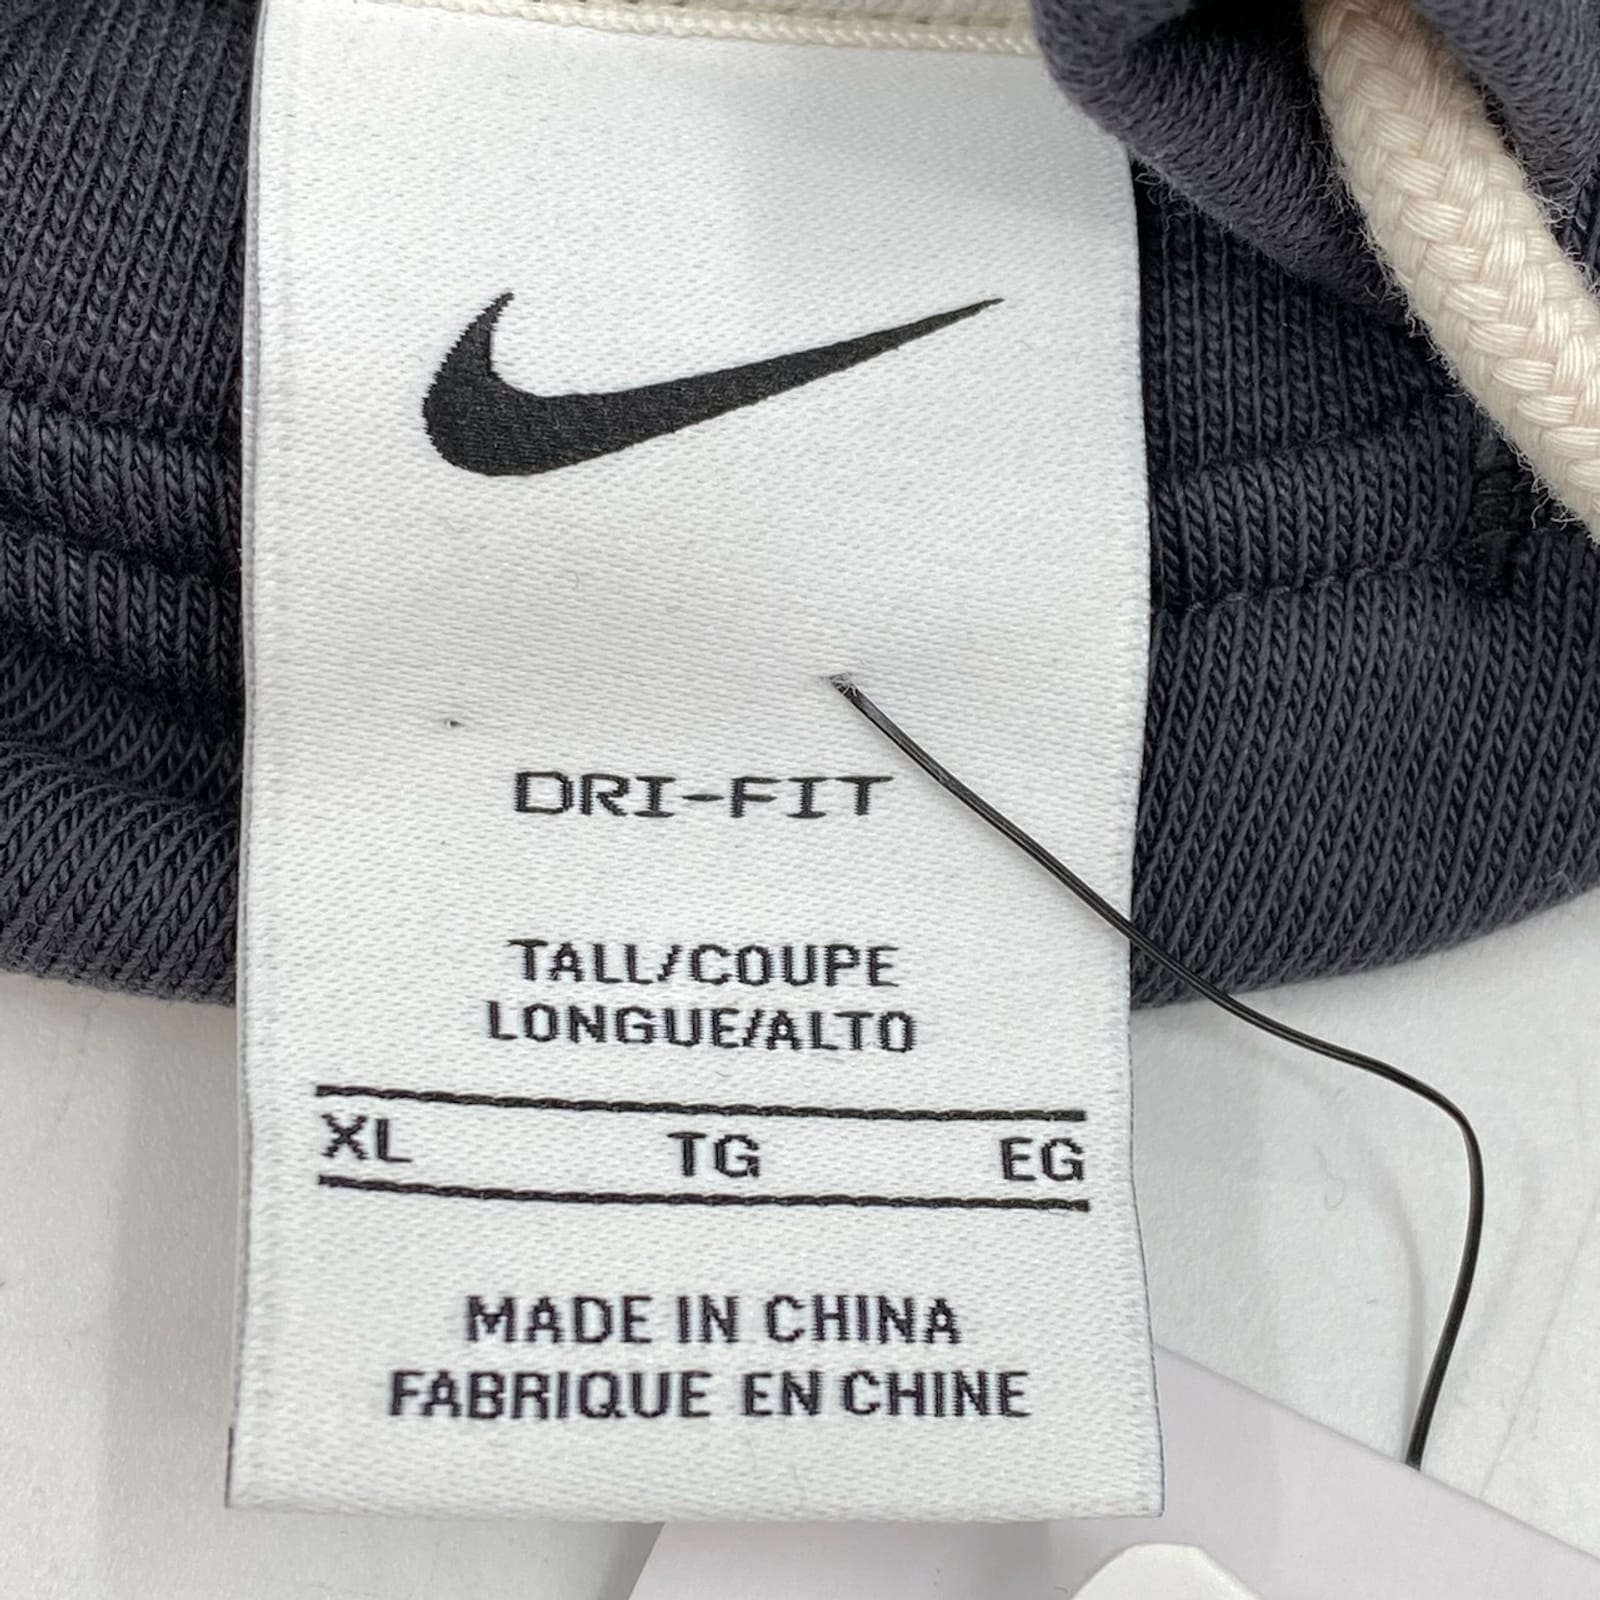 DRI-FIT
TALL/COUPE
LONGUE/ALTO
XL TG EG
MADE IN CHINA
FABRIQUE EN CHINE